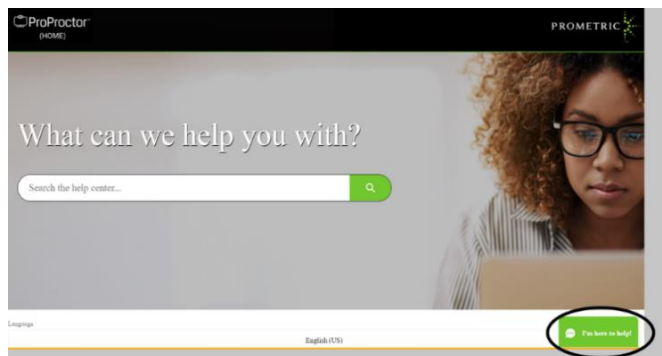 ProProctor
PROMETRIC
(HOME)
What can we help you with?
Search the help center...
Language
English (US)
I'm here to help!